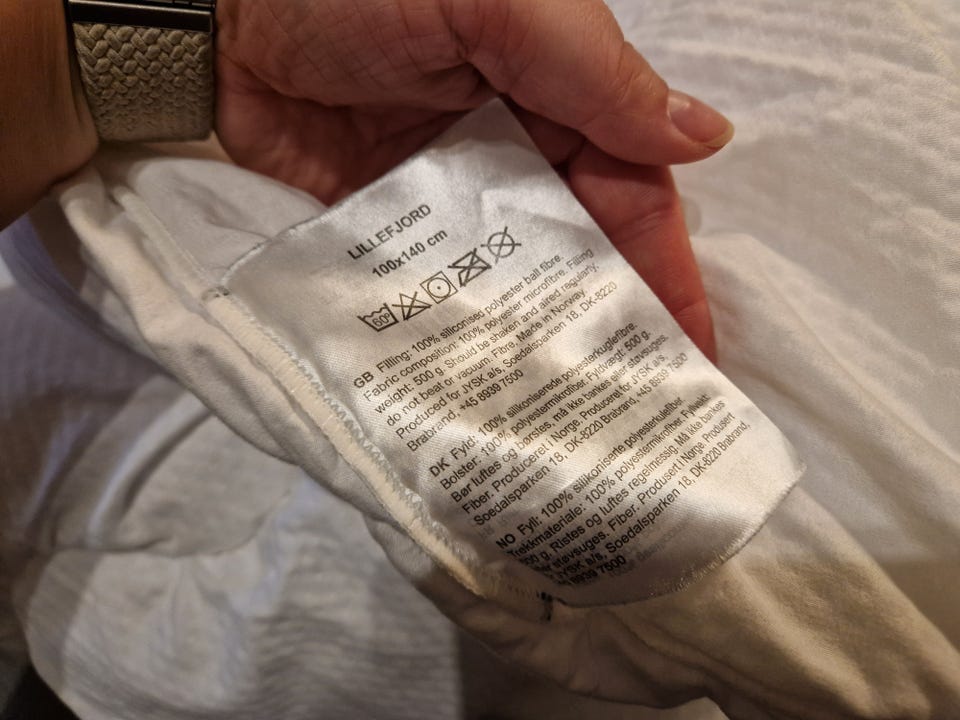 LILLEFJORD
100x140 cm
60°
GB Filling: 100% siliconised polyester ball fibre.
Fabric composition: 100% polyester microfibre. Filling
weight: 500 g. Should be shaken and aired regularly,
do not beat or vacuum. Fibre. Made in Norway
Produced for JYSK a/s, Soedalsparken 18, DK-8220
Brabrand, +45 8939 7500
DK Fyld: 100% silikoniserede polyesterkuglefibre.
Bolster: 100% polyestermikrofiber. Fyldvægt: 500 g.
Bør luftes og børstes, må ikke bankes eller støvsuges.
Fiber. Produceret i Norge. Produceret for JYSK a/s,
Soedalsparken 18, DK-8220 Brabrand, +45 8939 7500
NO Fyll: 100% silikoniserte polyesterkulefiber.
Trekkmateriale: 100% polyestermikrofiber. Fyllvekt:
500 g. Ristes og luftes regelmessig. Må ikke bankes
eller støvsuges. Fiber. Produsert i Norge. Produsert
JYSK a/s, Soedalsparken 18, DK-8220 Brabrand,
8939 7500